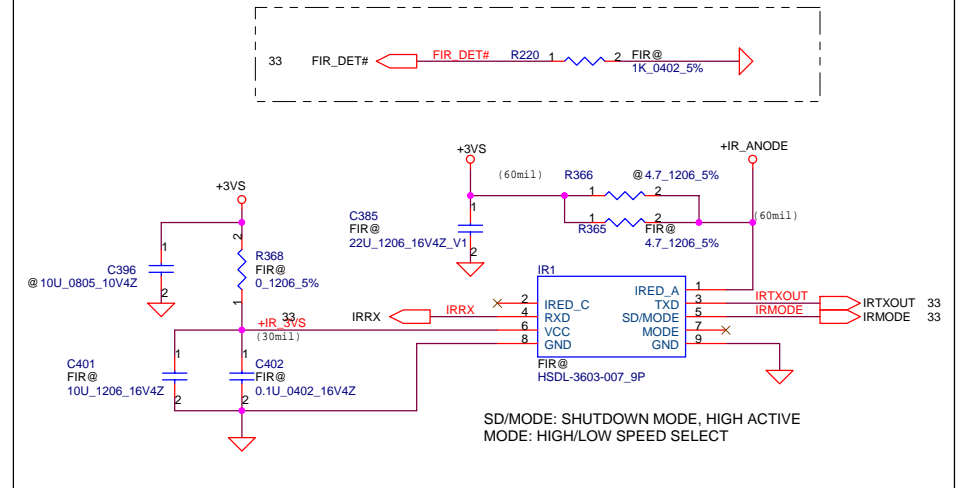 33 FIR_DET# FIR_DET# R220 1 2 FIR@
1K_0402_5%
+3VS
(60mil)
R366
1 2
@ 4.7_1206_5%
+IR_ANODE
(60mil)
R365
1 2
FIR@
4.7_1206_5%
C385
FIR@
22U_1206_16V4Z_V1
1
2
+3VS
C396
@ 10U_0805_10V4Z
1
2
R368
FIR@
0_1206_5%
2
1
+IR_3VS
33
(30mil)
IRRX
IRRX
C401
FIR@
10U_1206_16V4Z
1
2
C402
FIR@
0.1U_0402_16V4Z
1
2
IR1
2 IRED_C
4 RXD
6 VCC
8 GND
IRED_A 1
TXD 3
SD/MODE 5
MODE 7
GND 9
IRTXOUT IRTXOUT 33
IRMODE IRMODE 33
FIR@
HSDL-3603-007_9P
SD/MODE: SHUTDOWN MODE, HIGH ACTIVE
MODE: HIGH/LOW SPEED SELECT